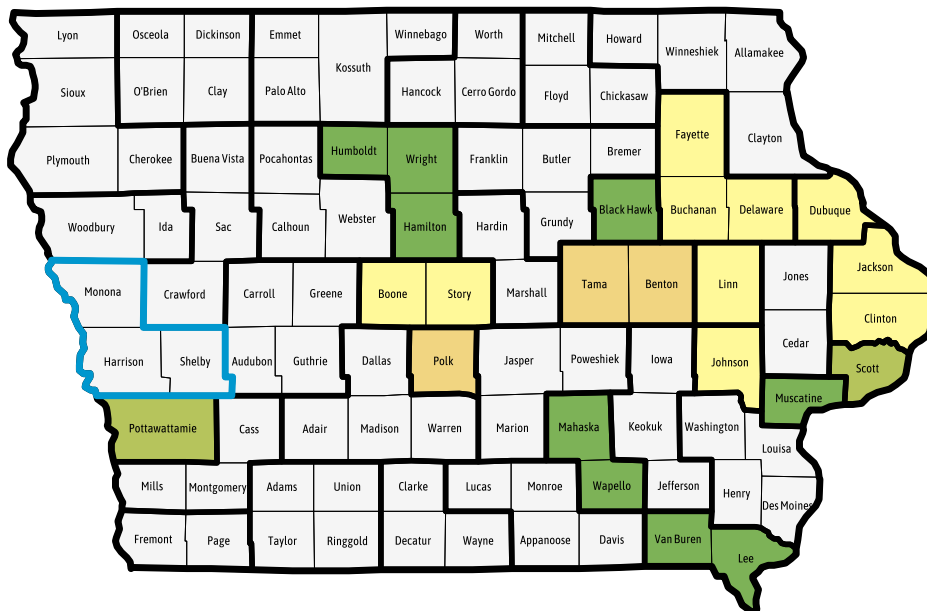 Lyon
Osceola
Dickinson
Emmet
Kossuth
Winnebago
Worth
Mitchell
Howard
Winneshiek
Allamakee
Sioux
O'Brien
Clay
Palo Alto
Hancock
Cerro Gordo
Floyd
Chickasaw
Fayette
Clayton
Plymouth
Cherokee
Buena Vista
Pocahontas
Humboldt
Wright
Franklin
Butler
Bremer
Woodbury
Ida
Sac
Calhoun
Webster
Hamilton
Hardin
Grundy
Black Hawk
Buchanan
Delaware
Dubuque
Monona
Crawford
Carroll
Greene
Boone
Story
Marshall
Tama
Benton
Linn
Jones
Jackson
Clinton
Harrison
Shelby
Audubon
Guthrie
Dallas
Polk
Jasper
Poweshiek
Iowa
Johnson
Cedar
Scott
Muscatine
Pottawattamie
Cass
Adair
Madison
Warren
Marion
Mahaska
Keokuk
Washington
Louisa
Mills
Montgomery
Adams
Union
Clarke
Lucas
Monroe
Wapello
Jefferson
Henry
Des Moines
Fremont
Page
Taylor
Ringgold
Decatur
Wayne
Appanoose
Davis
Van Buren
Lee